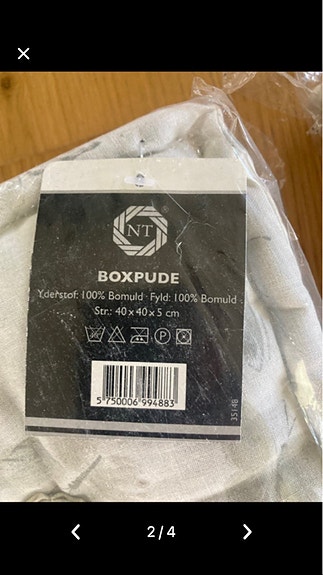 NT
®
BOXPUDE
Yderstof: 100% Bomuld · Fyld: 100% Bomuld
Str.: 40 x 40 x 5 cm
P
5 750006 994883
35148
2/4